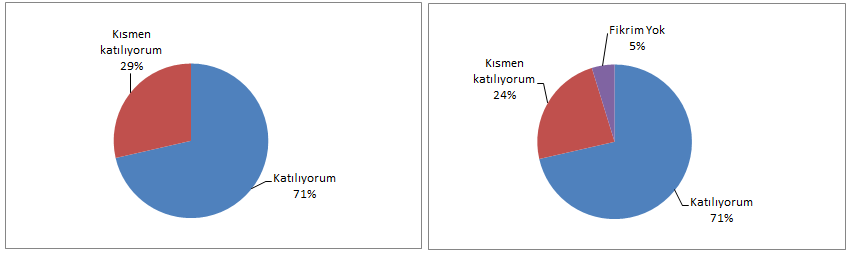 Kısmen
katılıyorum
29%
Katılıyorum
71%
Fikrim Yok
5%
Kısmen
katılıyorum
24%
Katılıyorum
71%